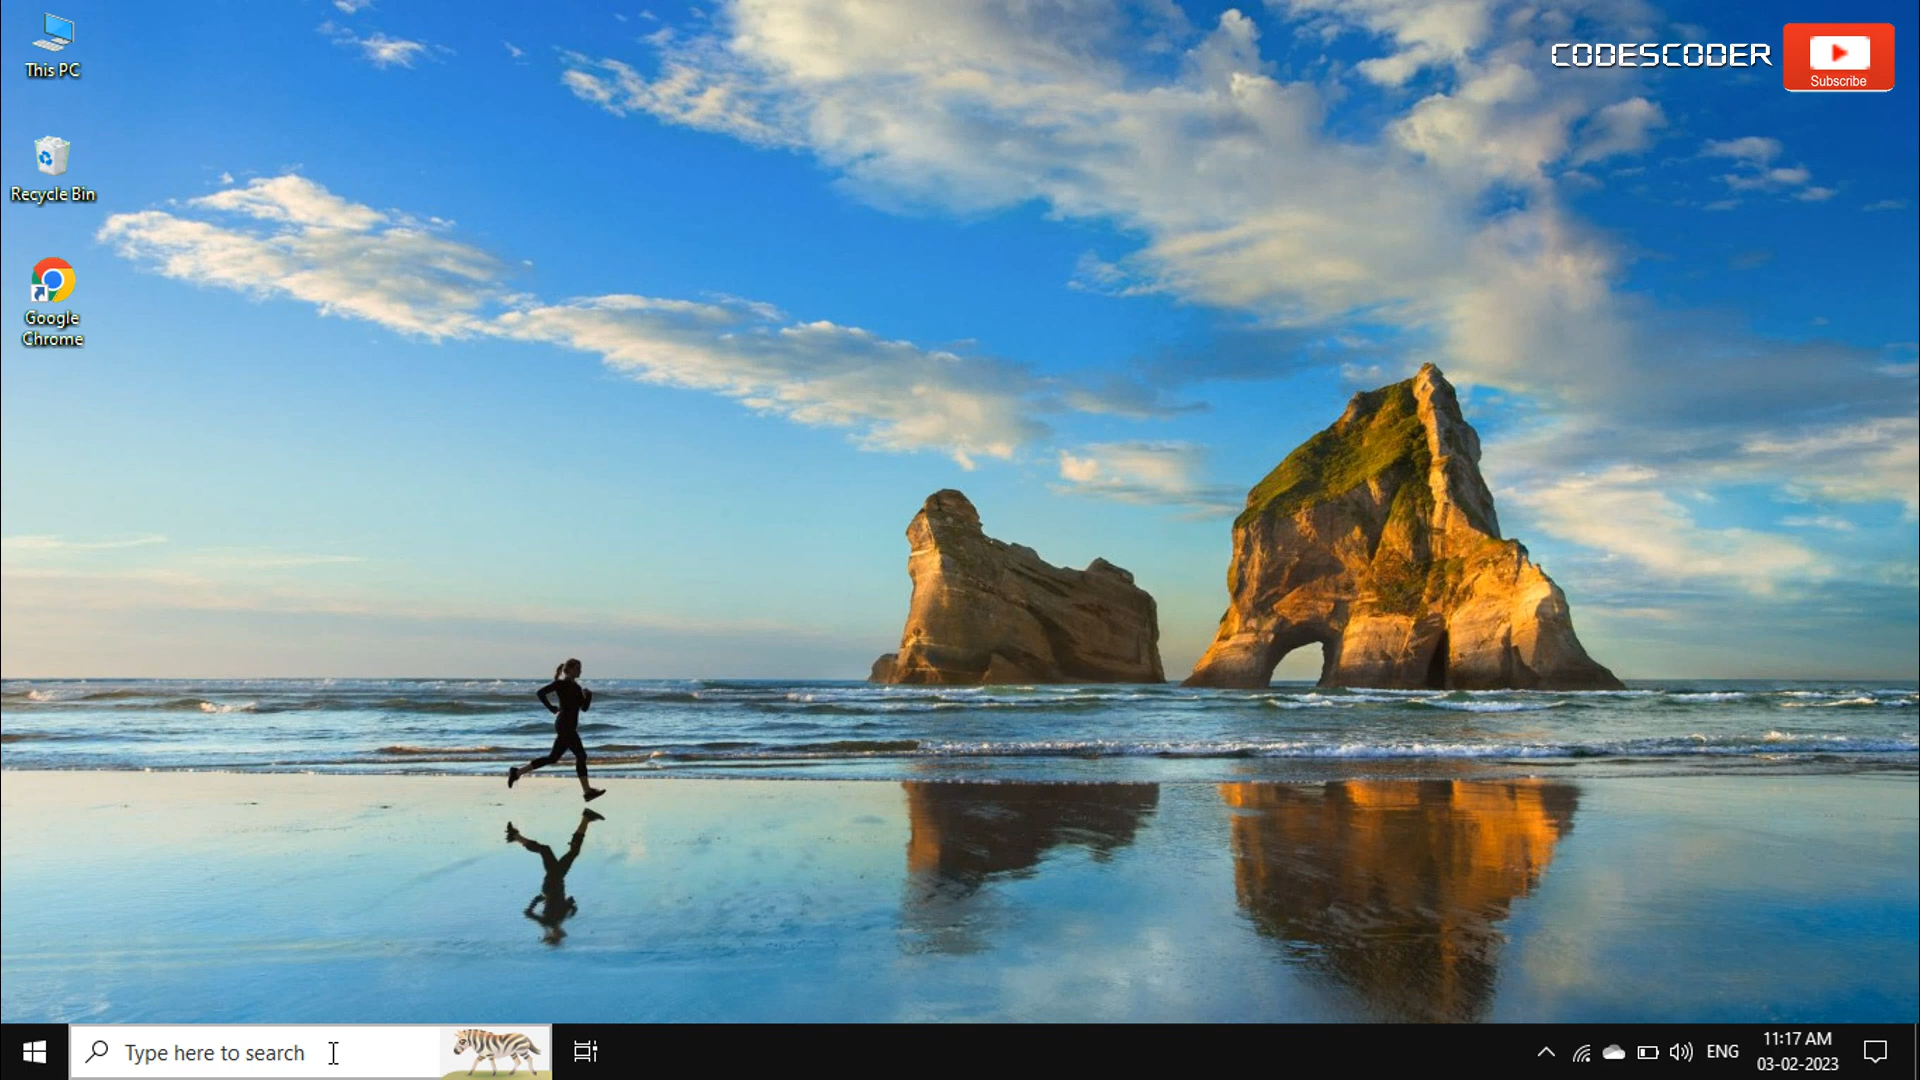 This PC
CODESCODER
Subscribe
Recycle Bin
Google
Chrome
Type here to search
ENG
11:17 AM
03-02-2023